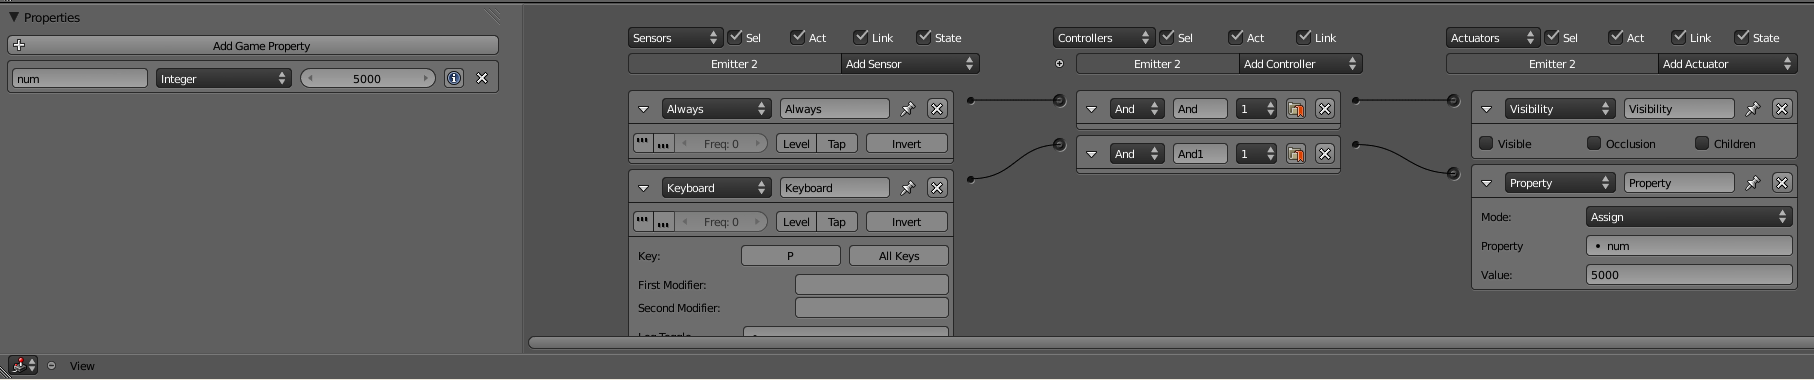 Properties
Add Game Property
num Integer 5000
Sensors Sel Act Link State
Emitter 2 Add Sensor
Always Always
Freq: 0 Level Tap Invert
Keyboard Keyboard
Freq: 0 Level Tap Invert
Key: P All Keys
First Modifier:
Second Modifier:
Controllers Sel Act Link
Emitter 2 Add Controller
And And 1
And And1 1
Actuators Sel Act Link State
Emitter 2 Add Actuator
Visibility Visibility
Visible Occlusion Children
Property Property
Mode: Assign
Property num
Value: 5000
View